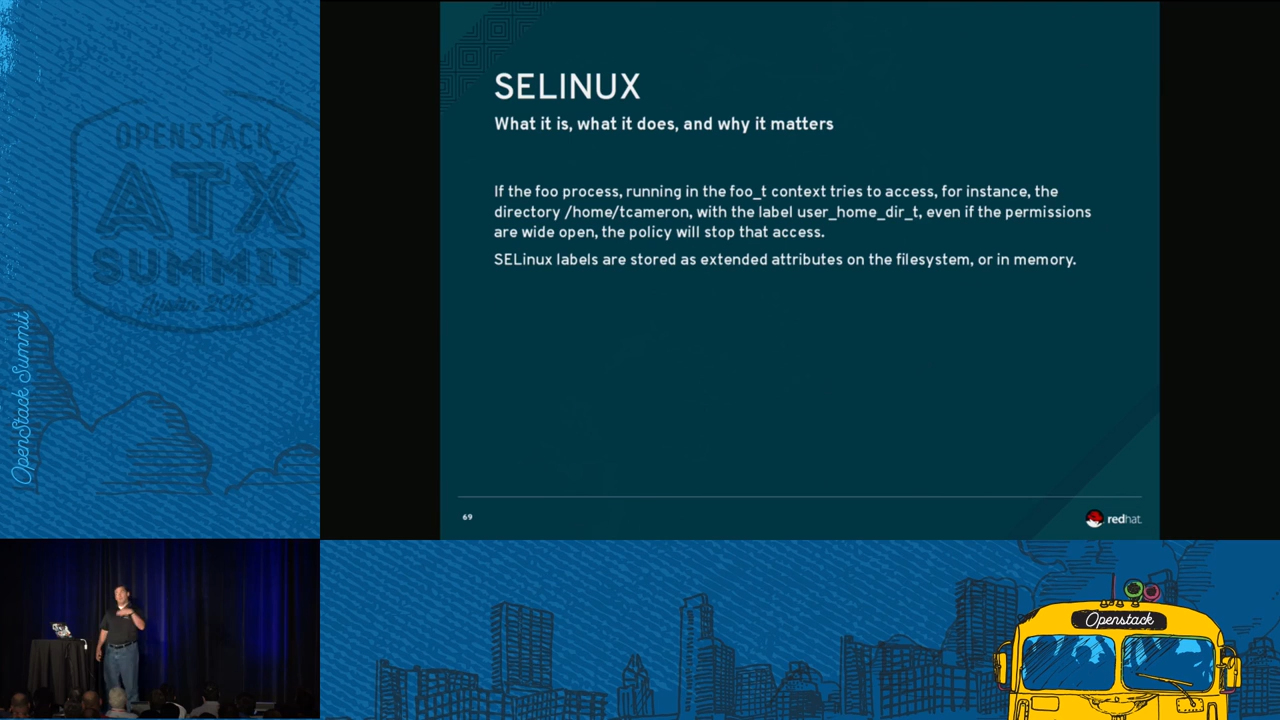 OPENSTACK
ATX
SUMMIT
Austin 2016
OpenStack Summit
SELINUX
What it is, what it does, and why it matters
If the foo process, running in the foo_t context tries to access, for instance, the
directory /home/tcameron, with the label user_home_dir_t, even if the permissions
are wide open, the policy will stop that access.
SELinux labels are stored as extended attributes on the filesystem, or in memory.
69
redhat.
Openstack